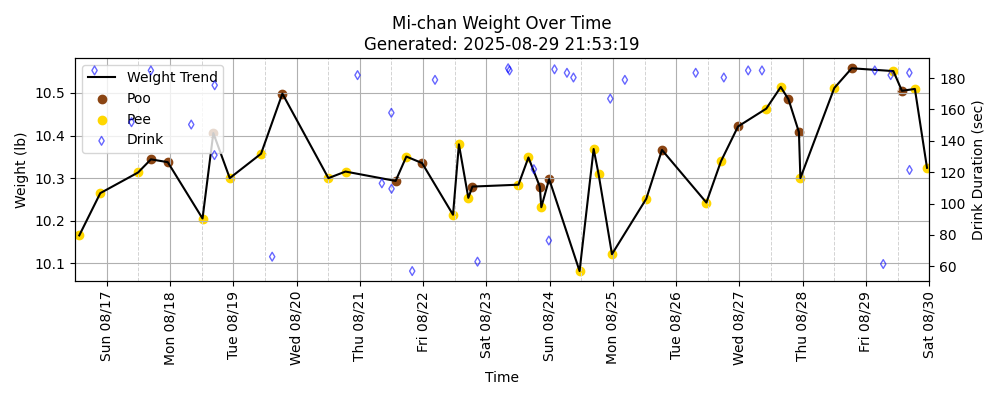 Mi-chan Weight Over Time
Generated: 2025-08-29 21:53:19
Weight Trend
Poo
Pee
Drink
Weight (lb)
10.5
10.4
10.3
10.2
10.1
Drink Duration (sec)
180
160
140
120
100
80
60
Sun 08/17
Mon 08/18
Tue 08/19
Wed 08/20
Thu 08/21
Fri 08/22
Sat 08/23
Sun 08/24
Mon 08/25
Tue 08/26
Wed 08/27
Thu 08/28
Fri 08/29
Sat 08/30
Time